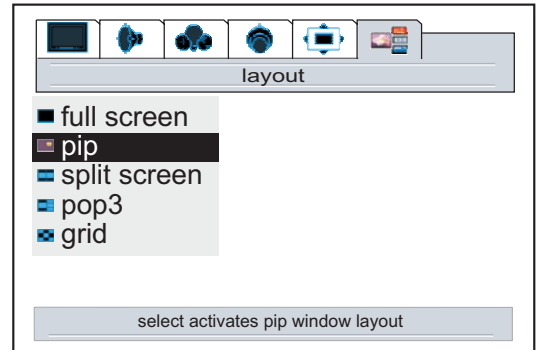 layout
full screen
pip
split screen
pop3
grid
select activates pip window layout